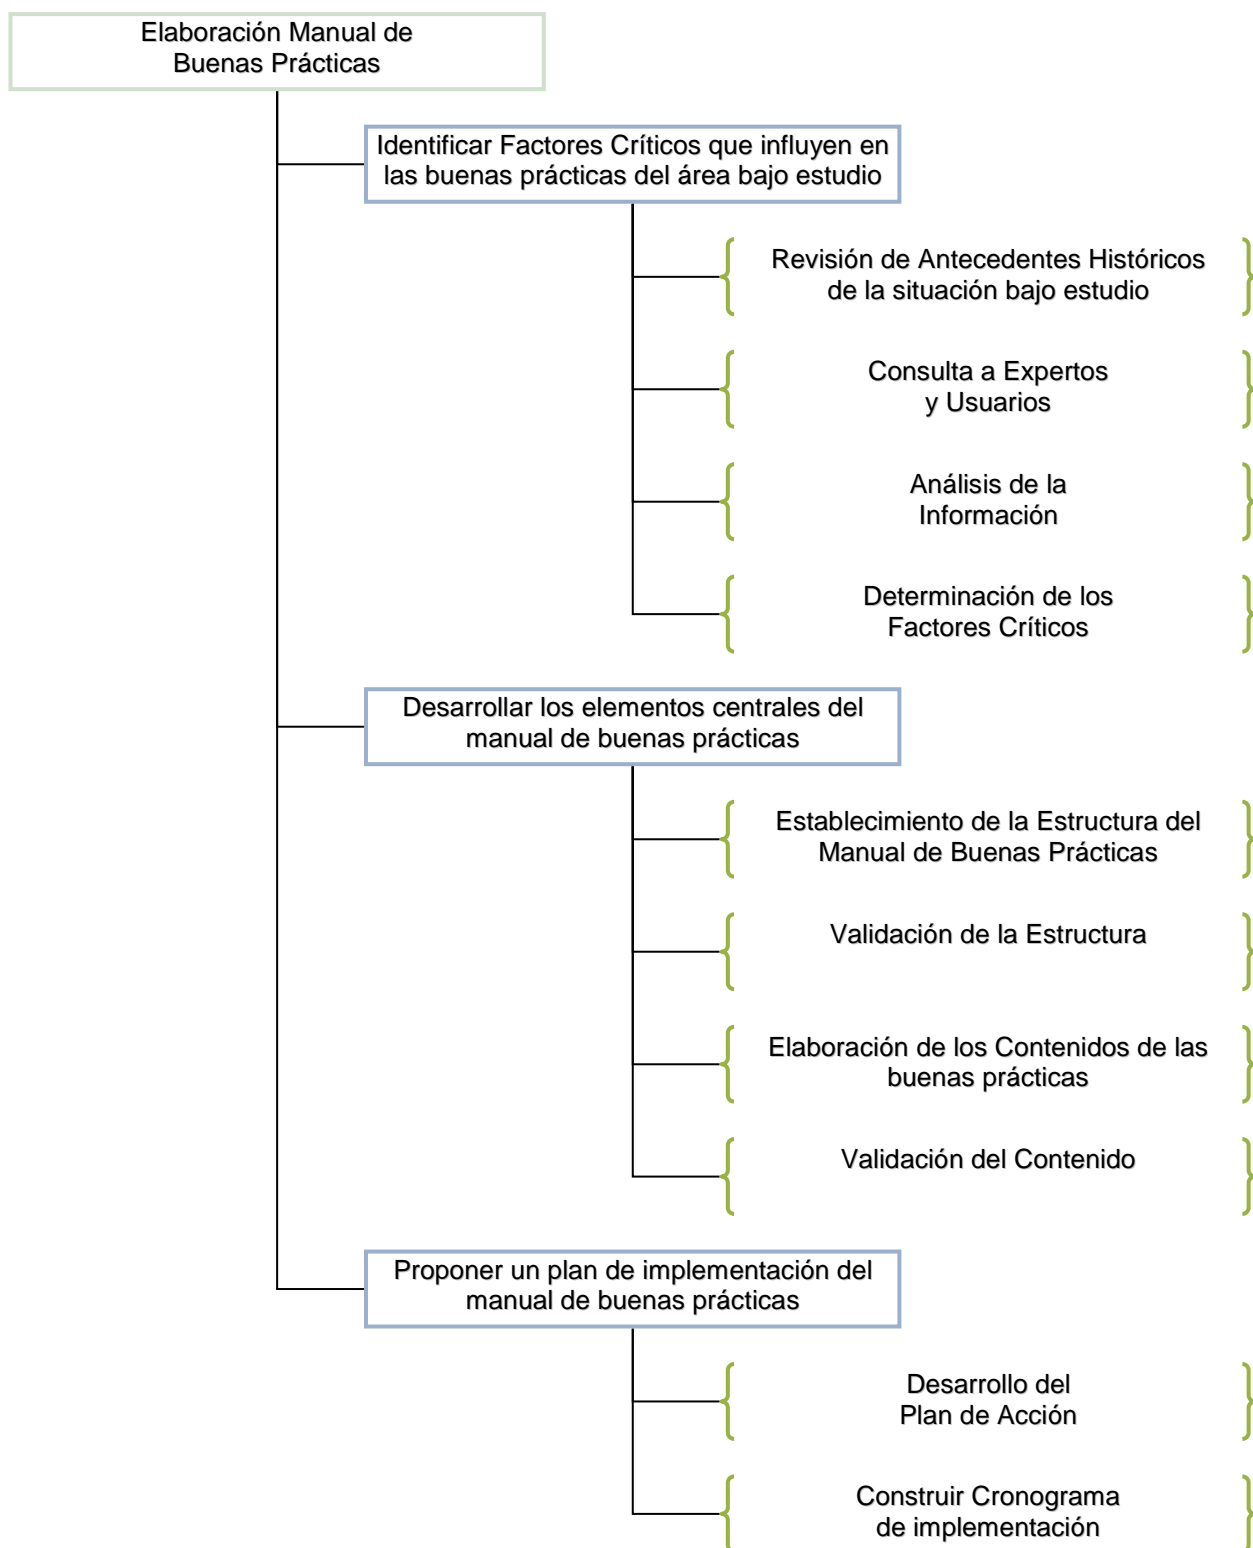 Elaboración Manual de
Buenas Prácticas
Identificar Factores Críticos que influyen en
las buenas prácticas del área bajo estudio
Revisión de Antecedentes Históricos
de la situación bajo estudio
Consulta a Expertos
y Usuarios
Análisis de la
Información
Determinación de los
Factores Críticos
Desarrollar los elementos centrales del
manual de buenas prácticas
Establecimiento de la Estructura del
Manual de Buenas Prácticas
Validación de la Estructura
Elaboración de los Contenidos de las
buenas prácticas
Validación del Contenido
Proponer un plan de implementación del
manual de buenas prácticas
Desarrollo del
Plan de Acción
Construir Cronograma
de implementación